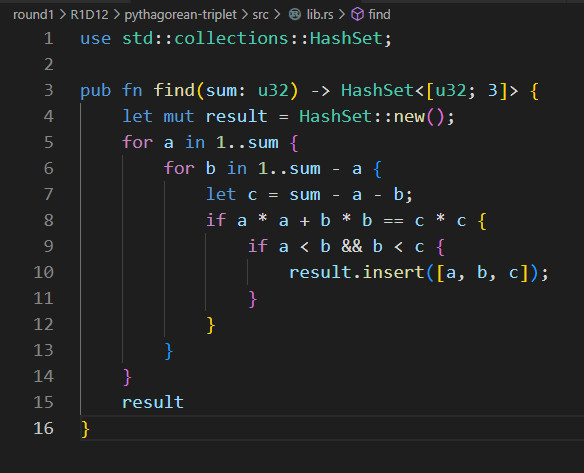 round1 > R1D12 > pythagorean-triplet > src > lib.rs > find
1 use std::collections::HashSet;
2
3 pub fn find(sum: u32) -> HashSet<[u32; 3]> {
4     let mut result = HashSet::new();
5     for a in 1..sum {
6         for b in 1..sum - a {
7             let c = sum - a - b;
8             if a * a + b * b == c * c {
9                 if a < b && b < c {
10                     result.insert([a, b, c]);
11                 }
12             }
13         }
14     }
15     result
16 }